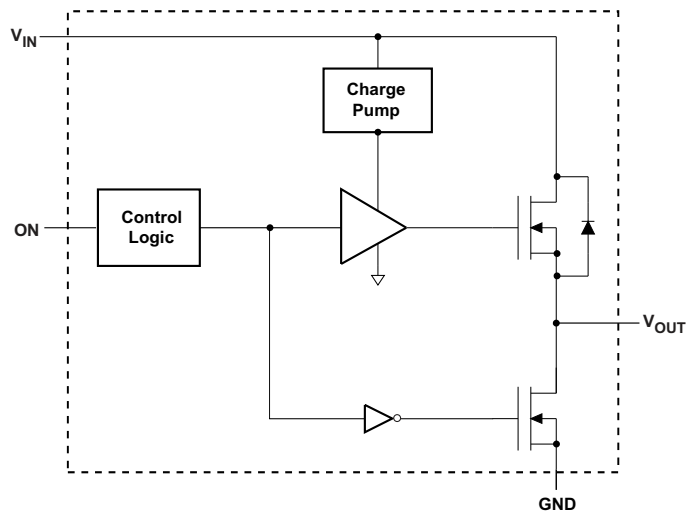 V_IN
Charge
Pump
Control
Logic
ON
V_OUT
GND